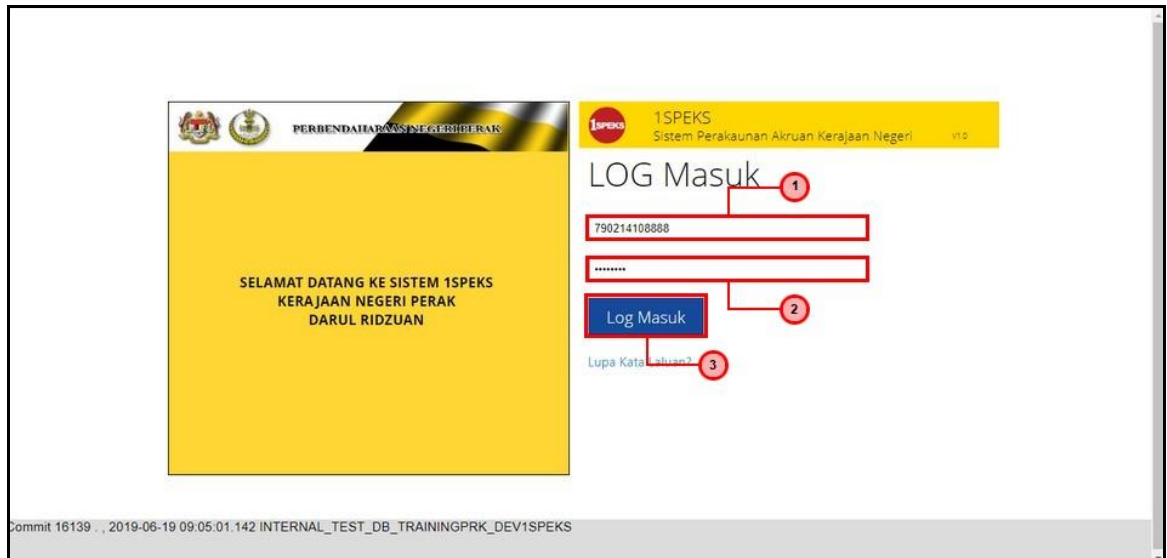 PERBENDAHARAAN NEGERI PERAK
SELAMAT DATANG KE SISTEM 1SPEKS
KERAJAAN NEGERI PERAK
DARUL RIDZUAN
1SPEKS
1SPEKS
Sistem Perakaunan Akruan Kerajaan Negeri v1.0
LOG Masuk
1
790214108888
••••••••
2
Log Masuk
Lupa Kata Laluan?
3
Commit 16139 . , 2019-06-19 09:05:01.142 INTERNAL_TEST_DB_TRAININGPRK_DEV1SPEKS